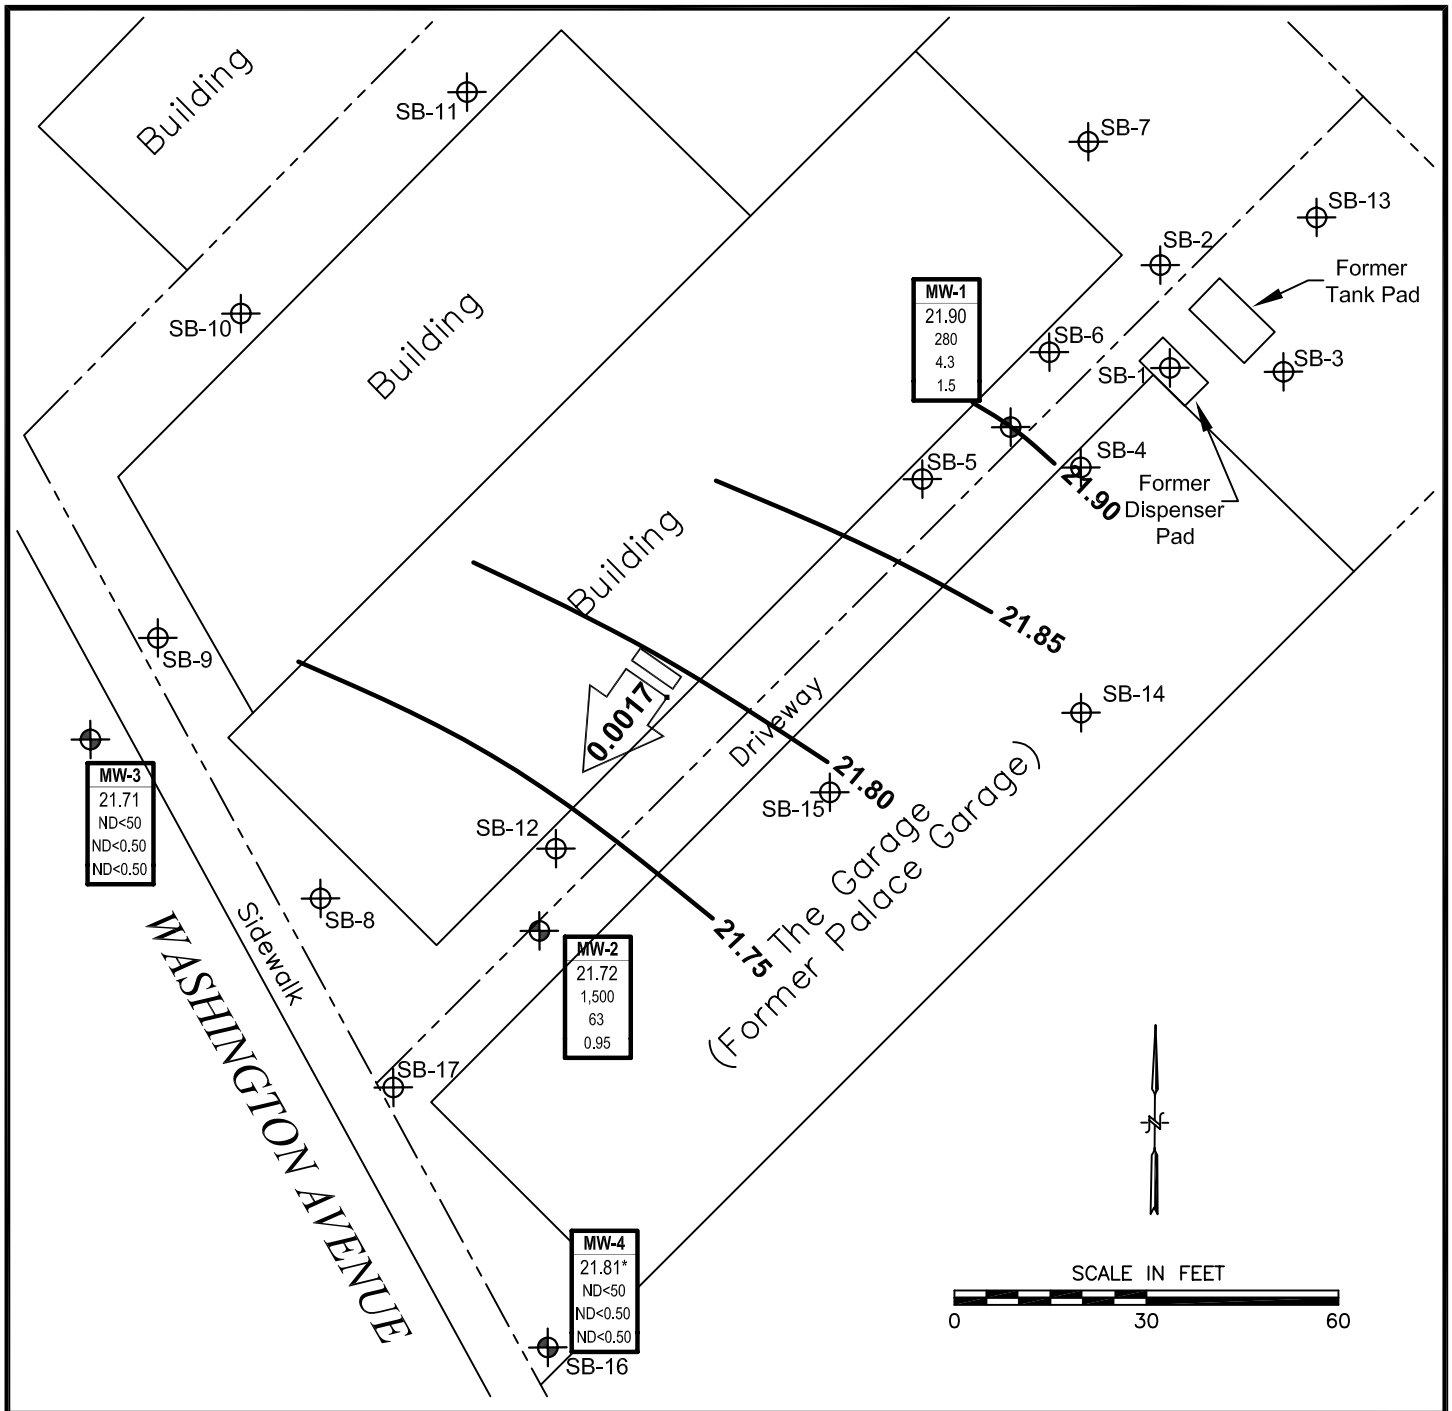 Building
SB-11
SB-7
SB-13
SB-2
Former
Tank Pad
MW-1
21.90
280
4.3
1.5
SB-10
Building
SB-6
SB-1
SB-3
SB-5
SB-4
21.90
Former
Dispenser
Pad
Building
21.85
SB-9
0.0017
Driveway
SB-14
MW-3
21.71
ND<50
ND<0.50
ND<0.50
21.80
SB-15
SB-12
The Garage
(Former Palace Garage)
SB-8
Sidewalk
21.75
MW-2
21.72
1,500
63
0.95
WASHINGTON AVENUE
SB-17
N
MW-4
21.81*
ND<50
ND<0.50
ND<0.50
SB-16
SCALE IN FEET
0 30 60